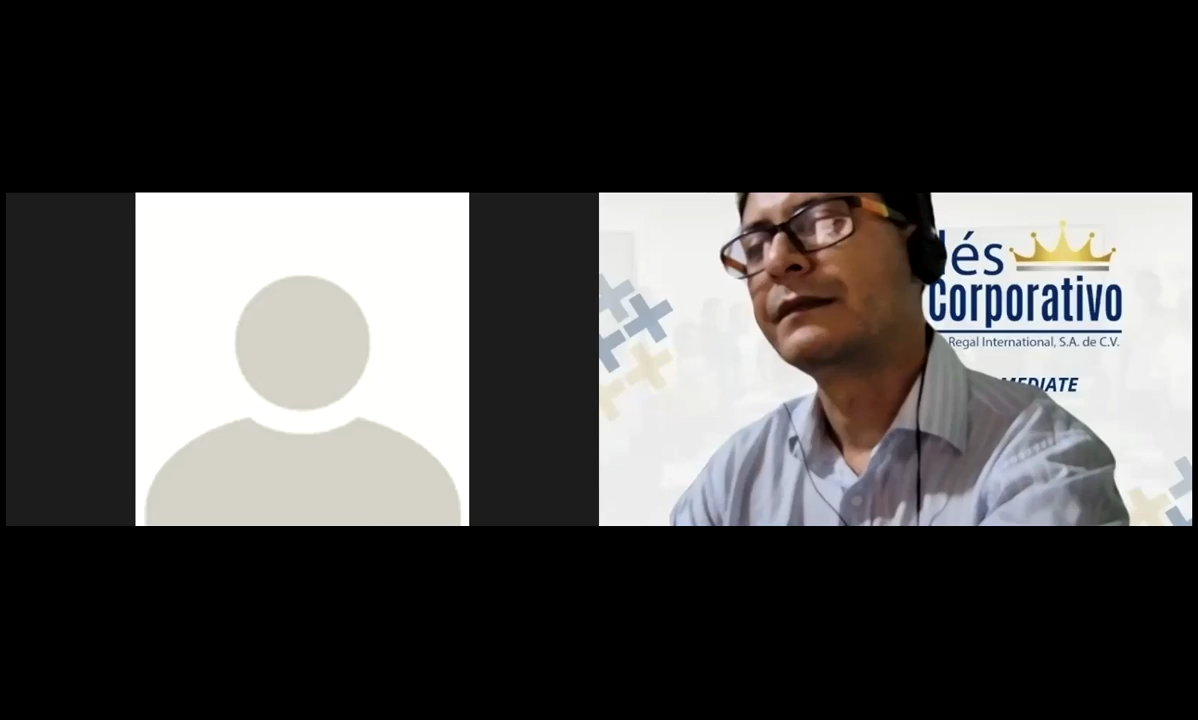 lés
Corporativo
Regal International, S.A. de C.V.
MEDIATE